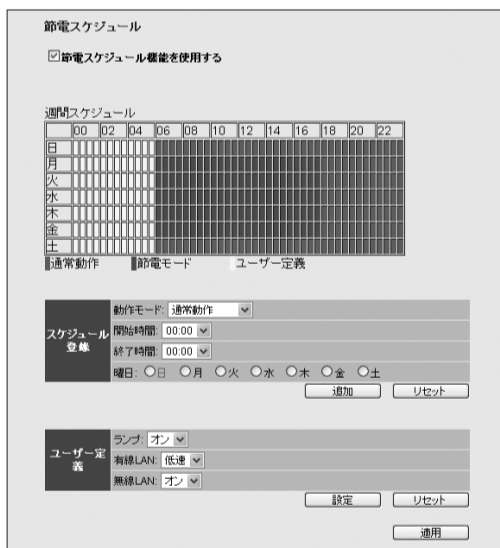 節電スケジュール
節電スケジュール機能を使用する
週間スケジュール
00 02 04 06 08 10 12 14 16 18 20 22
日
月
火
水
木
金
土
通常動作 節電モード ユーザー定義
スケジュール登録
動作モード: 通常動作
開始時間: 00:00
終了時間: 00:00
曜日: 日 月 火 水 木 金 土
追加 リセット
ユーザー定義
ランプ: オン
有線LAN: 低速
無線LAN: オン
設定 リセット
適用